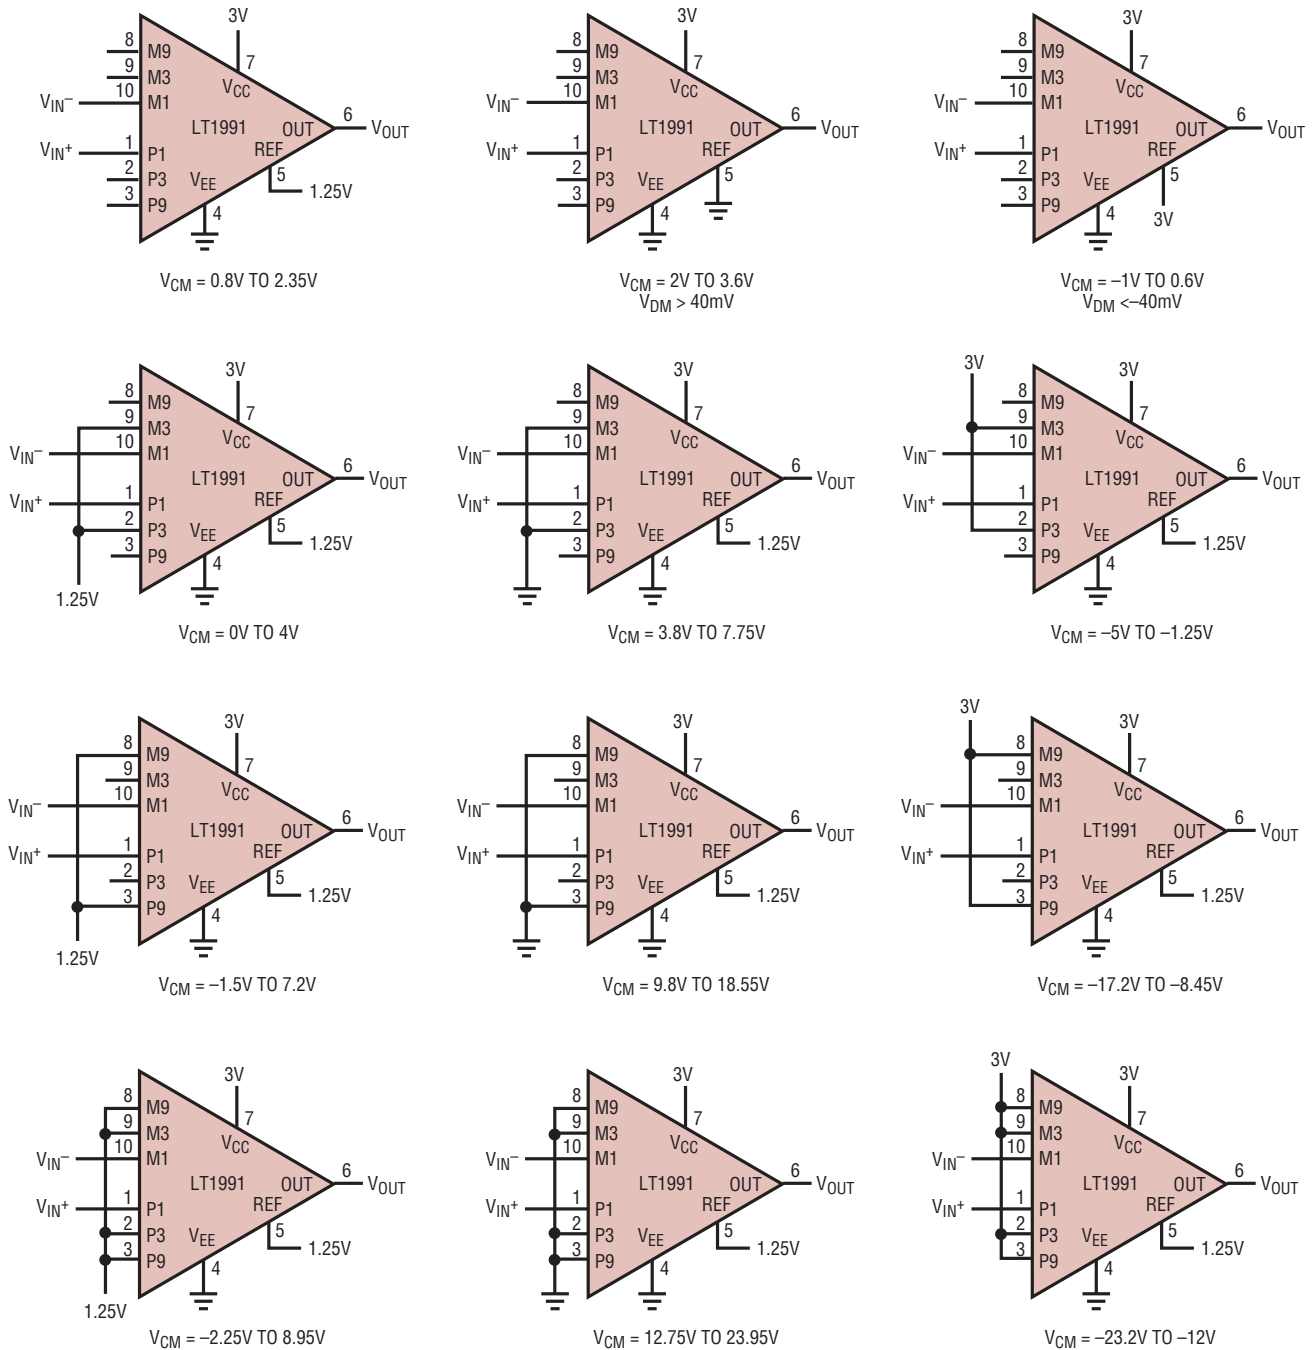 3V
8 M9
7
9 M3
VCC
VIN– 10 M1
LT1991 OUT 6 VOUT
VIN+ 1 P1
REF
2 P3
VEE
5
1.25V
3 P9
4
VCM = 0.8V TO 2.35V
3V
8 M9
7
9 M3
VCC
VIN– 10 M1
LT1991 OUT 6 VOUT
VIN+ 1 P1
REF
2 P3
VEE
5
3 P9
4
VCM = 2V TO 3.6V
VDM > 40mV
3V
8 M9
7
9 M3
VCC
VIN– 10 M1
LT1991 OUT 6 VOUT
VIN+ 1 P1
REF
2 P3
VEE
5
3V
3 P9
4
VCM = –1V TO 0.6V
VDM <–40mV
3V
8 M9
7
9 M3
VCC
VIN– 10 M1
LT1991 OUT 6 VOUT
VIN+ 1 P1
REF
2 P3
VEE
5
1.25V
3 P9
4
1.25V
VCM = 0V TO 4V
3V
8 M9
7
9 M3
VCC
VIN– 10 M1
LT1991 OUT 6 VOUT
VIN+ 1 P1
REF
2 P3
VEE
5
1.25V
3 P9
4
VCM = 3.8V TO 7.75V
3V
3V
8 M9
7
9 M3
VCC
VIN– 10 M1
LT1991 OUT 6 VOUT
VIN+ 1 P1
REF
2 P3
VEE
5
1.25V
3 P9
4
VCM = –5V TO –1.25V
3V
8 M9
7
9 M3
VCC
VIN– 10 M1
LT1991 OUT 6 VOUT
VIN+ 1 P1
REF
2 P3
VEE
5
1.25V
3 P9
4
1.25V
VCM = –1.5V TO 7.2V
3V
8 M9
7
9 M3
VCC
VIN– 10 M1
LT1991 OUT 6 VOUT
VIN+ 1 P1
REF
2 P3
VEE
5
1.25V
3 P9
4
VCM = 9.8V TO 18.55V
3V
3V
8 M9
7
9 M3
VCC
VIN– 10 M1
LT1991 OUT 6 VOUT
VIN+ 1 P1
REF
2 P3
VEE
5
1.25V
3 P9
4
VCM = –17.2V TO –8.45V
3V
8 M9
7
9 M3
VCC
VIN– 10 M1
LT1991 OUT 6 VOUT
VIN+ 1 P1
REF
2 P3
VEE
5
1.25V
3 P9
4
1.25V
VCM = –2.25V TO 8.95V
3V
8 M9
7
9 M3
VCC
VIN– 10 M1
LT1991 OUT 6 VOUT
VIN+ 1 P1
REF
2 P3
VEE
5
1.25V
3 P9
4
VCM = 12.75V TO 23.95V
3V
3V
8 M9
7
9 M3
VCC
VIN– 10 M1
LT1991 OUT 6 VOUT
VIN+ 1 P1
REF
2 P3
VEE
5
1.25V
3 P9
4
VCM = –23.2V TO –12V